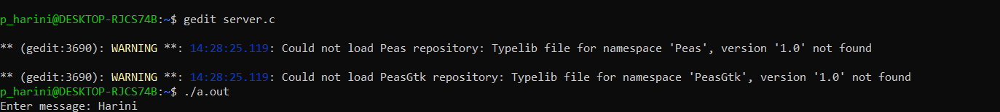 p_harini@DESKTOP-RJCS74B:~$ gedit server.c
** (gedit:3690): WARNING **: 14:28:25.119: Could not load Peas repository: Typelib file for namespace 'Peas', version '1.0' not found
** (gedit:3690): WARNING **: 14:28:25.119: Could not load PeasGtk repository: Typelib file for namespace 'PeasGtk', version '1.0' not found
p_harini@DESKTOP-RJCS74B:~$ ./a.out
Enter message: Harini